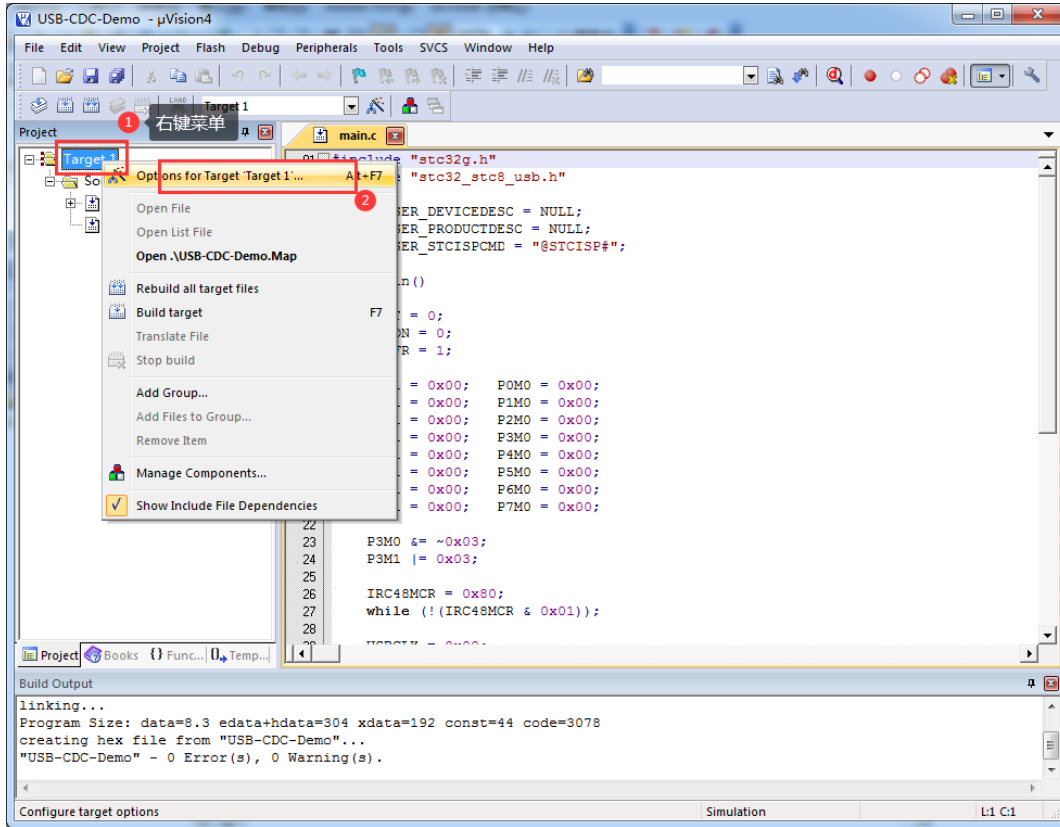 USB-CDC-Demo - µVision4
File Edit View Project Flash Debug Peripherals Tools SVCS Window Help
LOAD Target 1
1 右键菜单
Project
main.c
Target 1
So
Options for Target 'Target 1'... Alt+F7
2
Open File
Open List File
Open .\USB-CDC-Demo.Map
Rebuild all target files
Build target F7
Translate File
Stop build
Add Group...
Add Files to Group...
Remove Item
Manage Components...
Show Include File Dependencies
01 #include "stc32g.h"
"stc32_stc8_usb.h"
SER_DEVICEDESC = NULL;
SER_PRODUCTDESC = NULL;
SER_STCISPCMD = "@STCISP#";
n()
= 0;
N = 0;
R = 1;
= 0x00; P0M0 = 0x00;
= 0x00; P1M0 = 0x00;
= 0x00; P2M0 = 0x00;
= 0x00; P3M0 = 0x00;
= 0x00; P4M0 = 0x00;
= 0x00; P5M0 = 0x00;
= 0x00; P6M0 = 0x00;
= 0x00; P7M0 = 0x00;
22
23 P3M0 &= ~0x03;
24 P3M1 |= 0x03;
25
26 IRC48MCR = 0x80;
27 while (!(IRC48MCR & 0x01));
28
Project Books {} Func... 0 Temp...
Build Output
linking...
Program Size: data=8.3 edata+hdata=304 xdata=192 const=44 code=3078
creating hex file from "USB-CDC-Demo"...
"USB-CDC-Demo" - 0 Error(s), 0 Warning(s).
Configure target options Simulation L:1 C:1